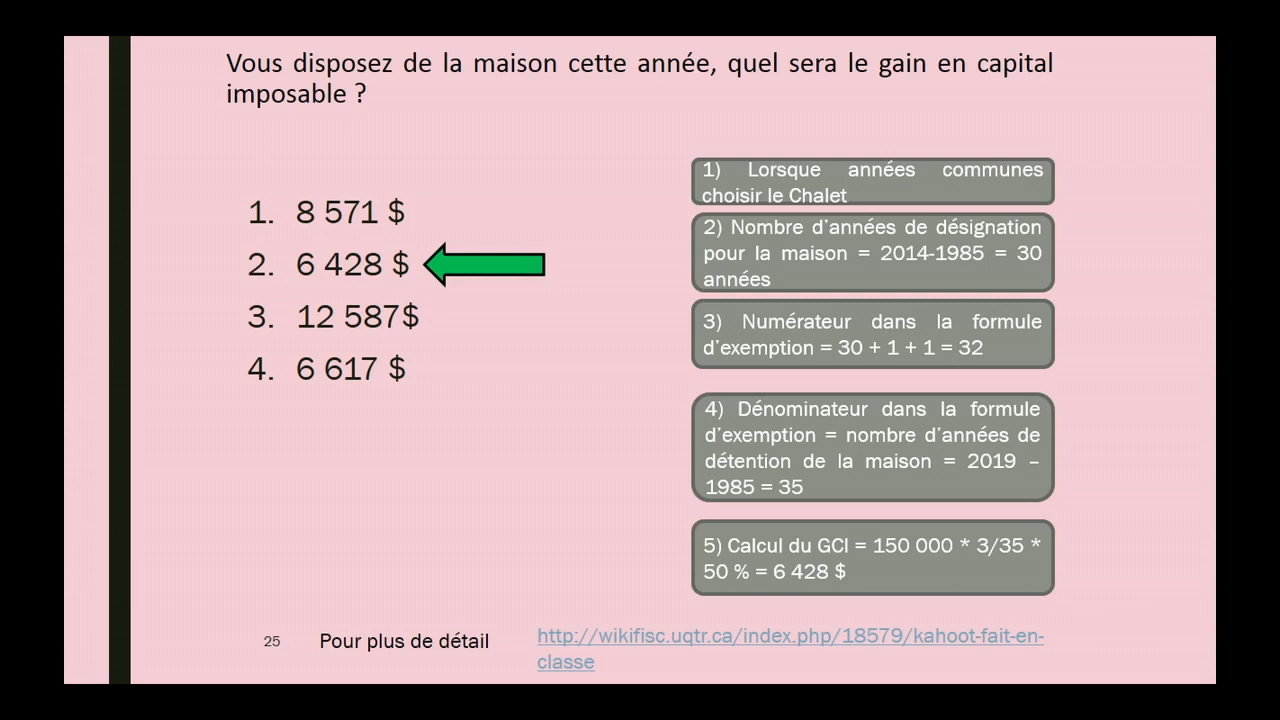 Vous disposez de la maison cette année, quel sera le gain en capital
imposable ?
1. 8 571 $
2. 6 428 $
3. 12 587$
4. 6 617 $
1) Lorsque années communes
choisir le Chalet
2) Nombre d'années de désignation
pour la maison = 2014-1985 = 30
années
3) Numérateur dans la formule
d'exemption = 30 + 1 + 1 = 32
4) Dénominateur dans la formule
d'exemption = nombre d'années de
détention de la maison = 2019 –
1985 = 35
5) Calcul du GCI = 150 000 * 3/35 *
50 % = 6 428 $
25
Pour plus de détail
http://wikifisc.uqtr.ca/index.php/18579/kahoot-fait-en-
classe